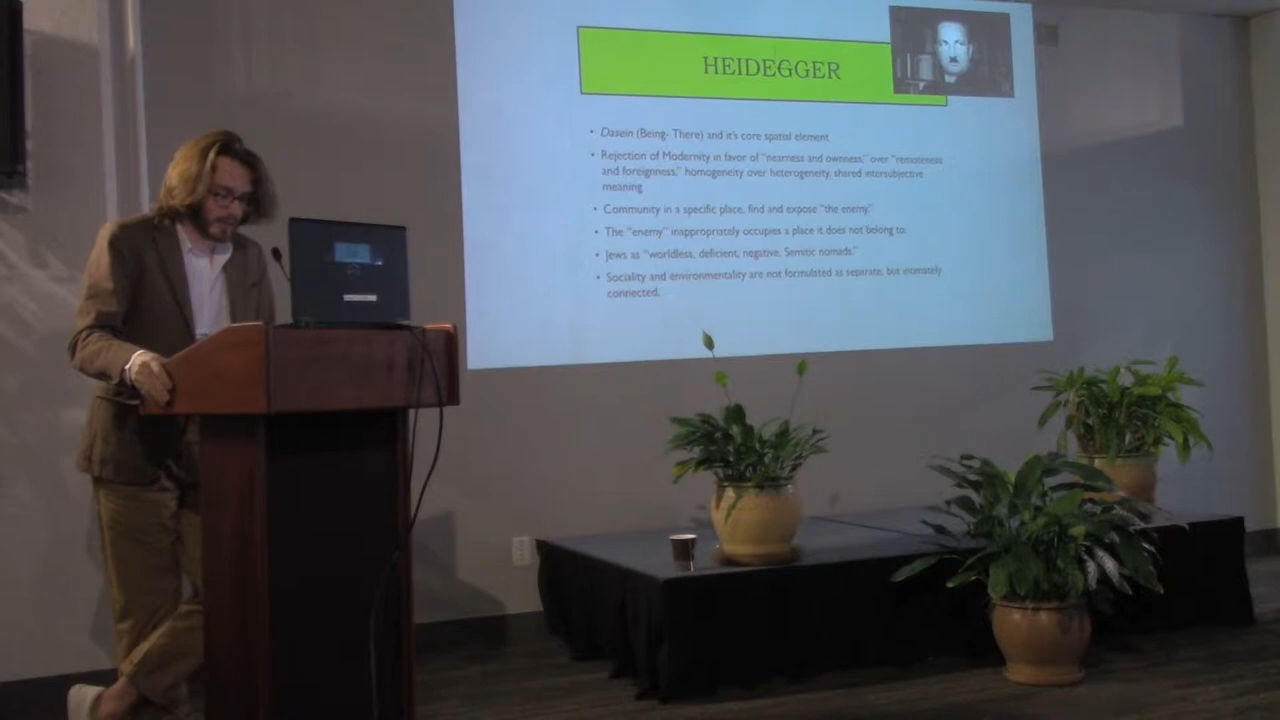 HEIDEGGER
• Dasein (Being- There) and it's core spatial element
• Rejection of Modernity in favor of "nearness and owness," over "remoteness
and foreignness," homogeneity over heterogeneity, shared intersubjective
meaning
• Community in a specific place, find and expose "the enemy"
• The "enemy" inappropriately occupies a place it does not belong to.
• Jews as "worldless, deficient, negative, Semitic nomads."
• Sociality and environmentality are not formulated as separate, but intimately
connected.